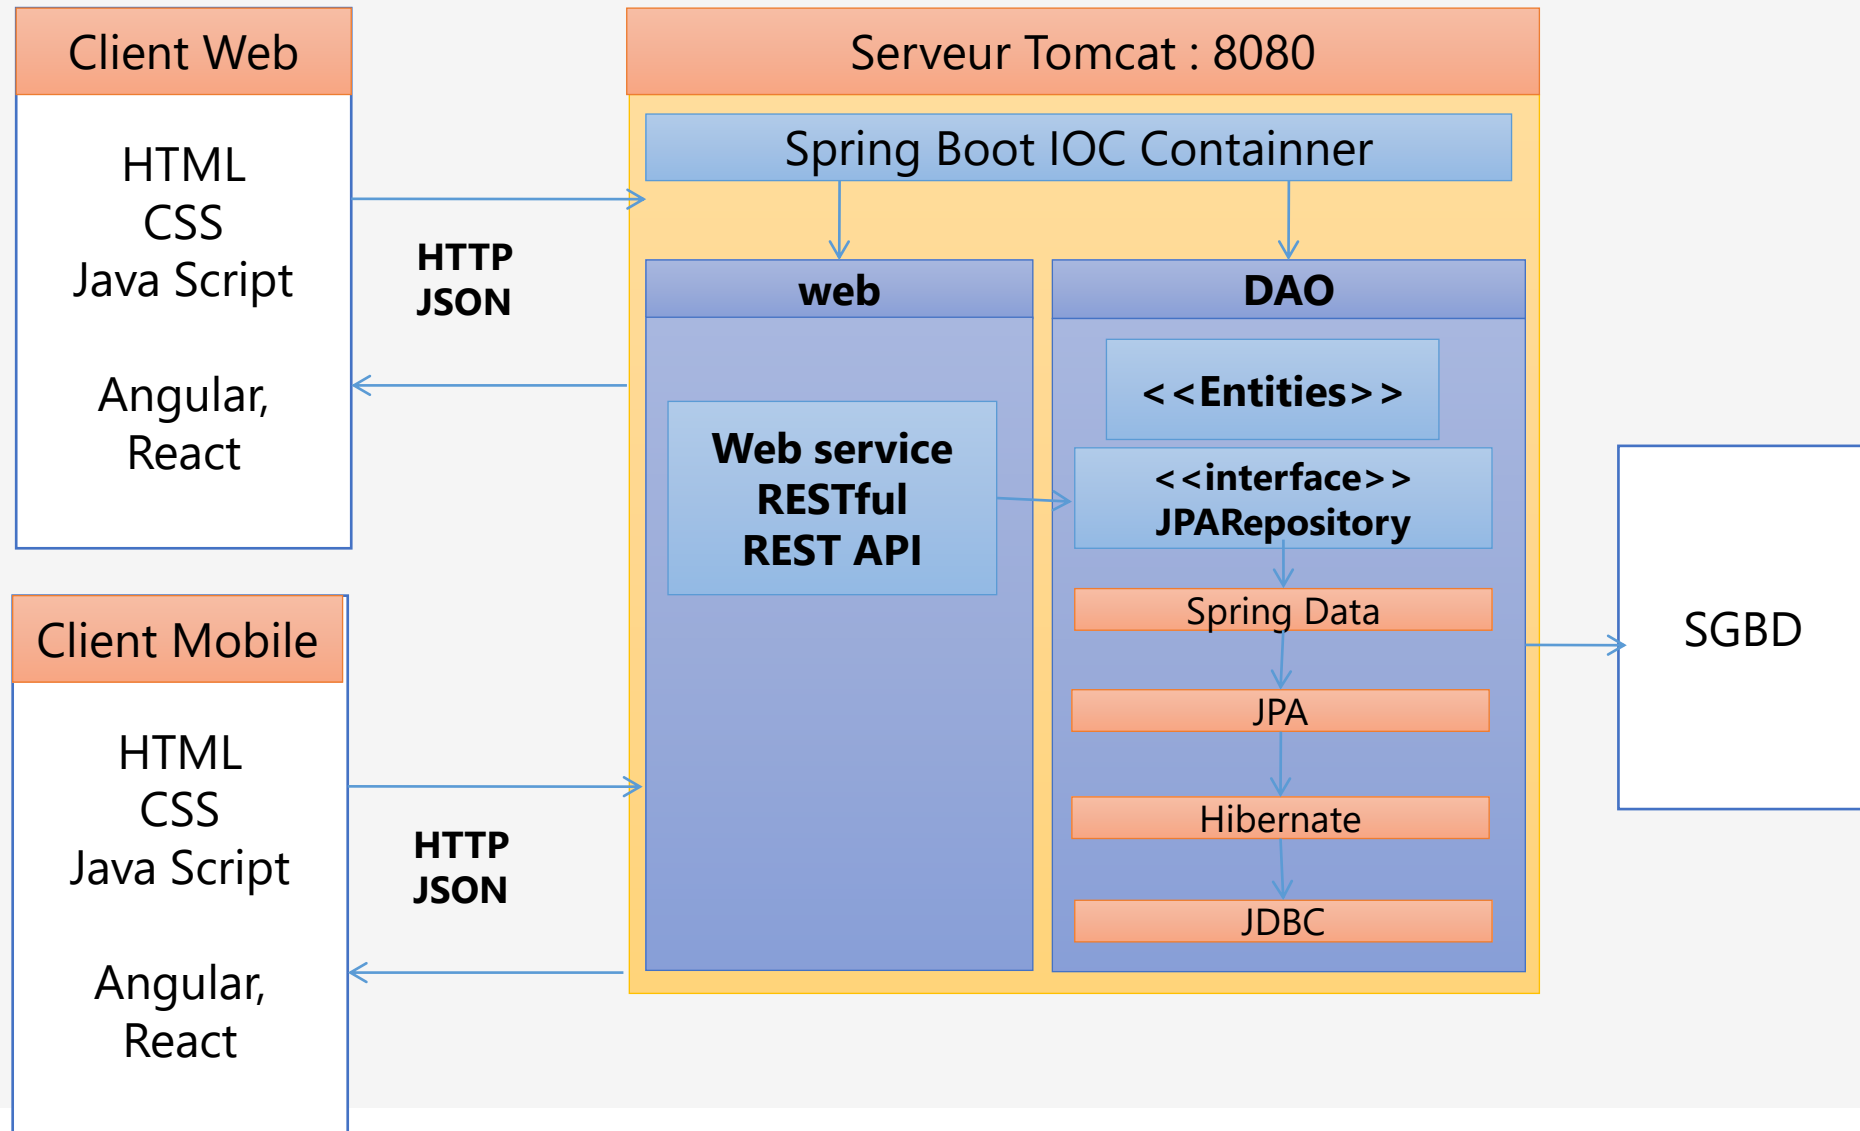 Client Web
HTML
CSS
Java Script
Angular,
React
HTTP
JSON
Client Mobile
HTML
CSS
Java Script
Angular,
React
HTTP
JSON
Serveur Tomcat : 8080
Spring Boot IOC Containner
web
Web service
RESTful
REST API
DAO
<<Entities>>
<<interface>>
JPARepository
Spring Data
JPA
Hibernate
JDBC
SGBD